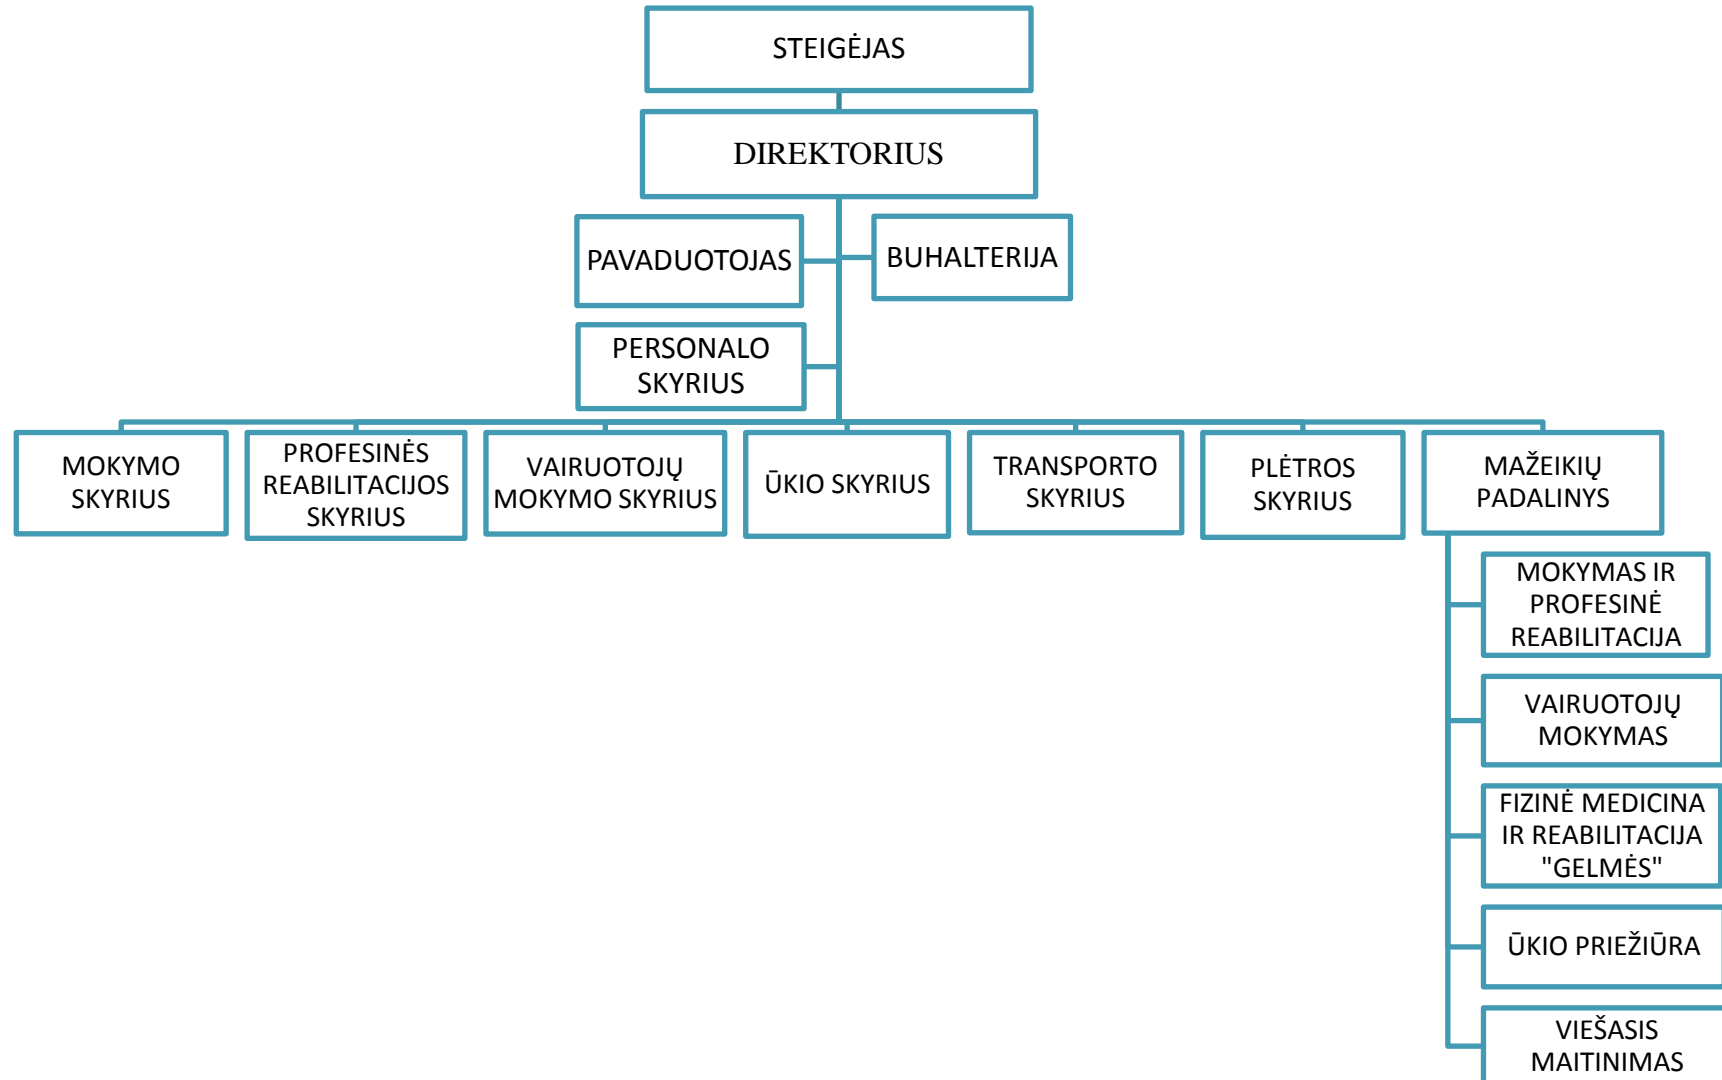 STEIGĖJAS
DIREKTORIUS
PAVADUOTOJAS
BUHALTERIJA
PERSONALO
SKYRIUS
MOKYMO
SKYRIUS
PROFESINĖS
REABILITACIJOS
SKYRIUS
VAIRUOTOJŲ
MOKYMO SKYRIUS
ŪKIO SKYRIUS
TRANSPORTO
SKYRIUS
PLĖTROS
SKYRIUS
MAŽEIKIŲ
PADALINYS
MOKYMAS IR
PROFESINĖ
REABILITACIJA
VAIRUOTOJŲ
MOKYMAS
FIZINĖ MEDICINA
IR REABILITACIJA
"GELMĖS"
ŪKIO PRIEŽIŪRA
VIEŠASIS
MAITINIMAS